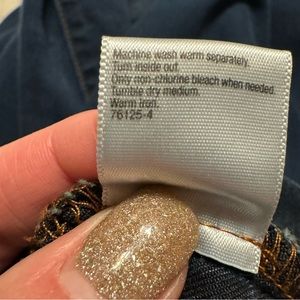 Machine wash warm separately.
Turn inside out.
Only non-chlorine bleach when needed.
Tumble dry medium.
Warm iron.
76125-4